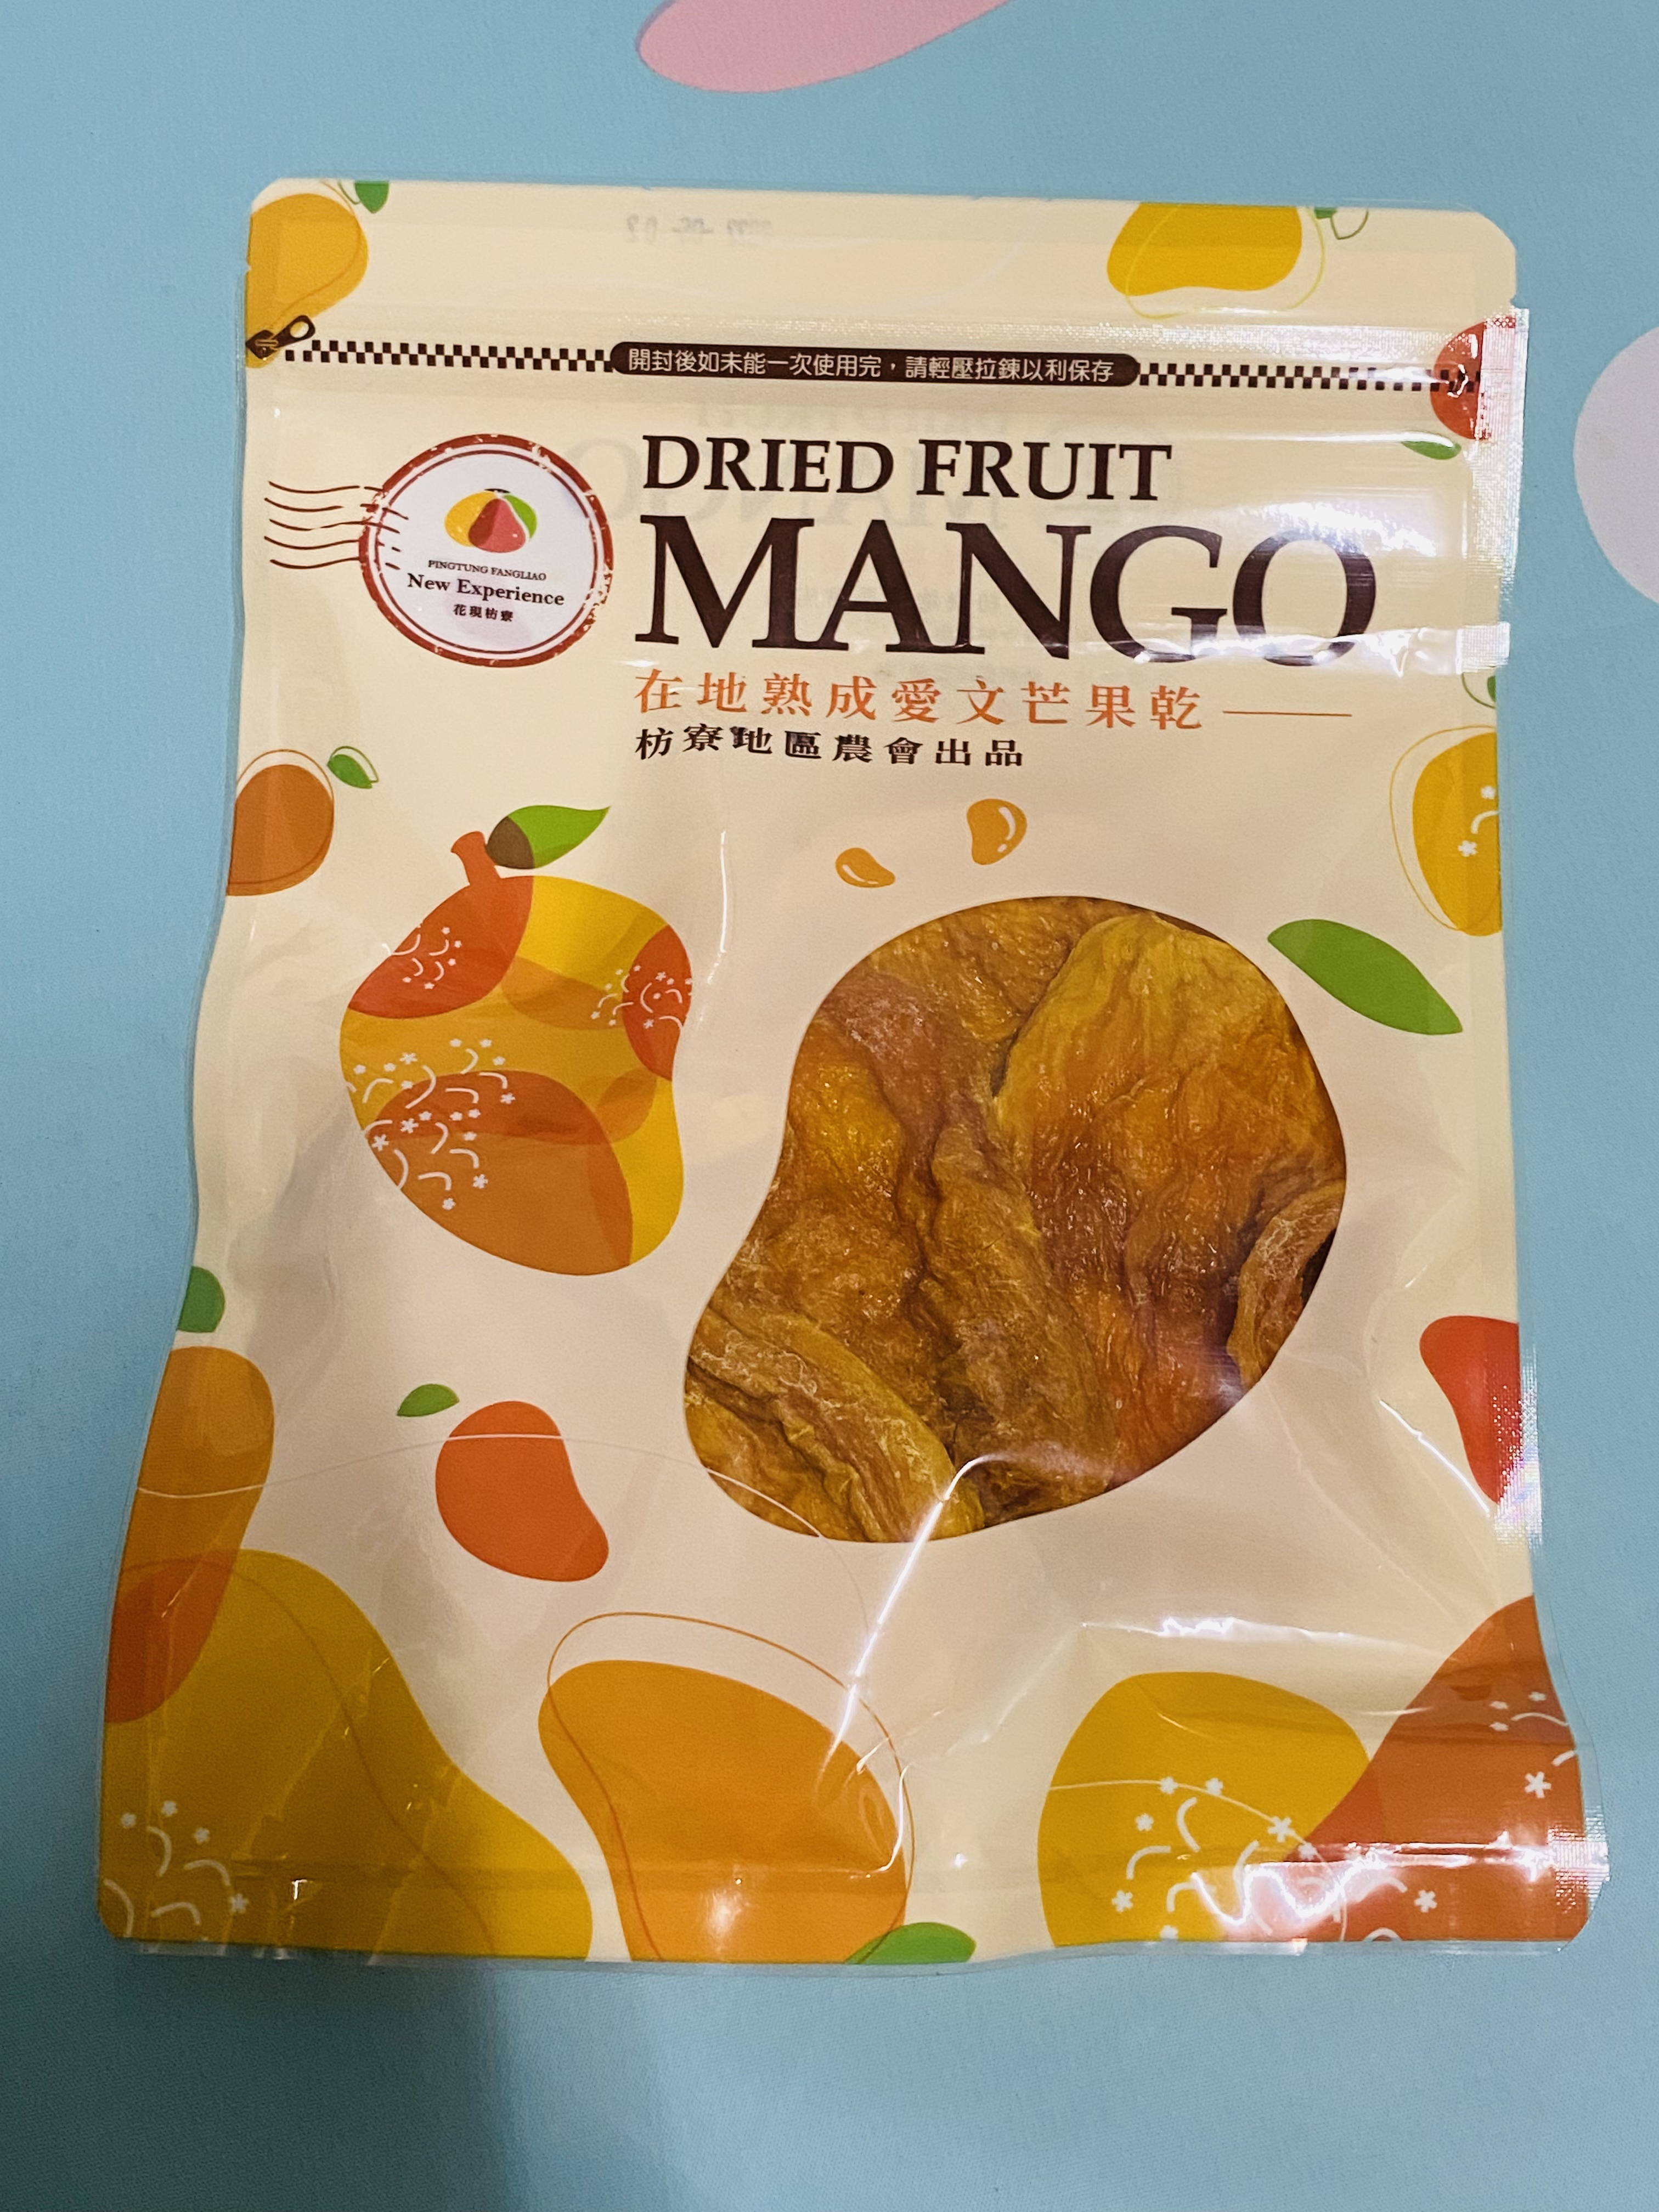 開封後如未能一次使用完，請輕壓拉鍊以利保存
PINGTUNG FANGLIAO
New Experience
花現枋寮
DRIED FRUIT
MANGO
在地熟成愛文芒果乾
枋寮地區農會出品